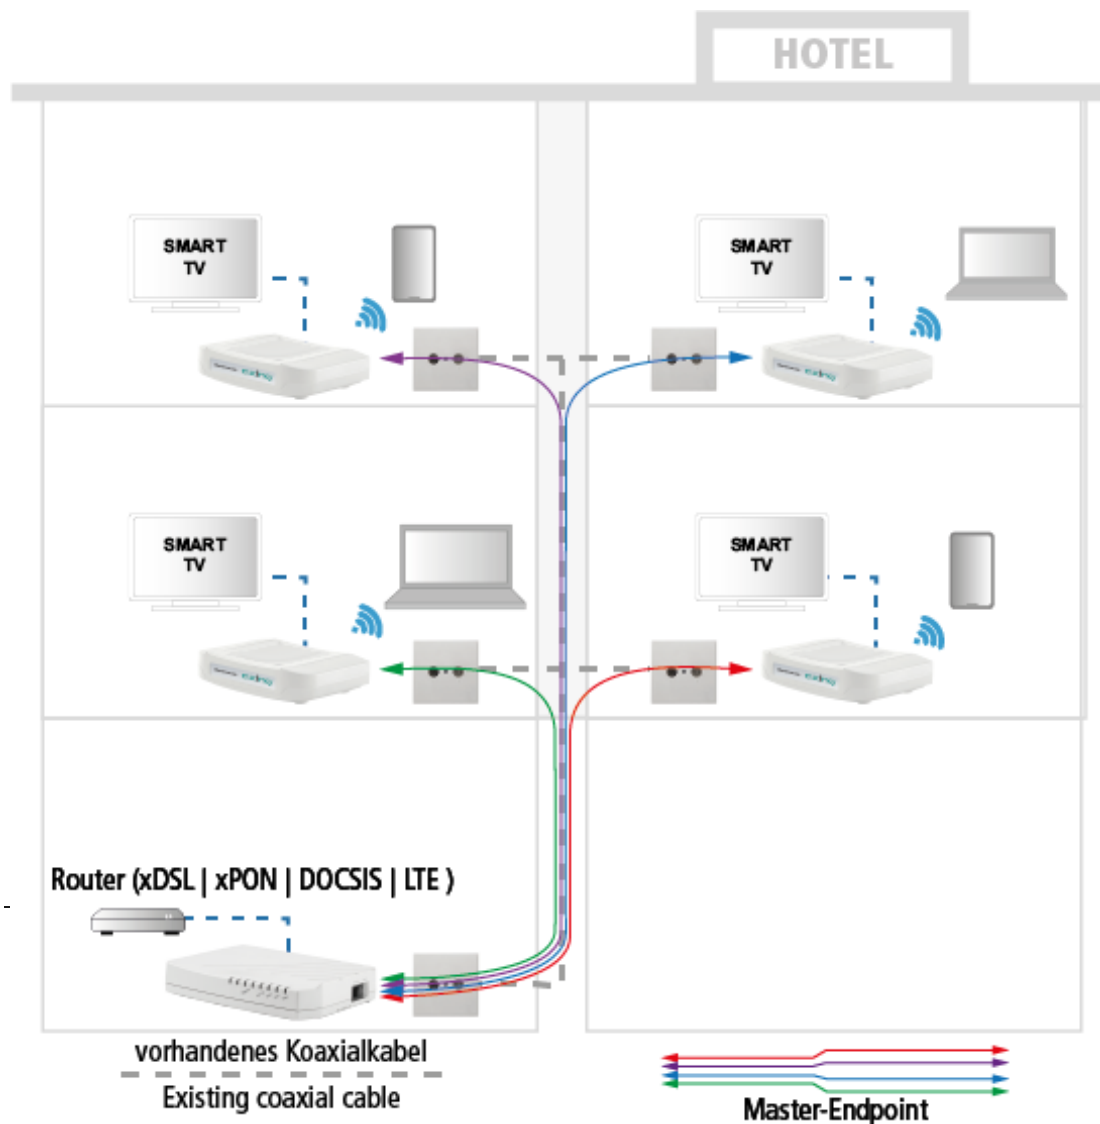 HOTEL
SMART
TV
SMART
TV
SMART
TV
SMART
TV
Router (xDSL | xPON | DOCSIS | LTE )
vorhandenes Koaxialkabel
Existing coaxial cable
Master-Endpoint